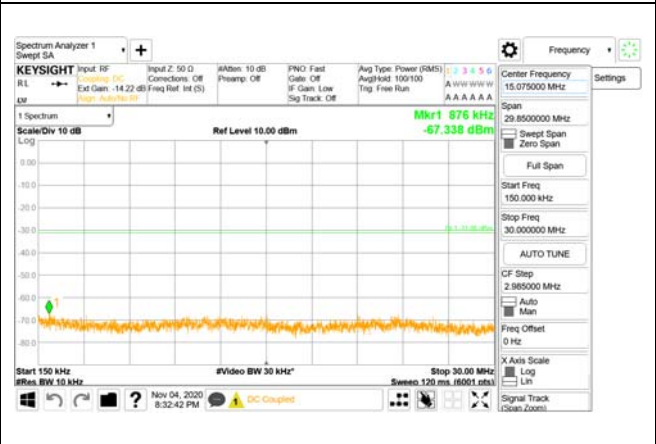 Spectrum Analyzer 1
Swept SA
+
Frequency
KEYSIGHT
RL
Input: RF
Coupling: DC
Ext Gain: -14.22 dB
Align: Auto/No RF
Input Z: 50 Ω
Corrections: Off
Freq Ref: Int (S)
#Atten: 10 dB
Preamp: Off
PNO: Fast
Gate: Off
IF Gain: Low
Sig Track: Off
Avg Type: Power (RMS)
Avg|Hold: 100/100
Trig: Free Run
1 2 3 4 5 6
A W W W W W
A A A A A A
Center Frequency
15.075000 MHz
Settings
Span
29.8500000 MHz
Swept Span
Zero Span
Full Span
Start Freq
150.000 kHz
Stop Freq
30.000000 MHz
AUTO TUNE
CF Step
2.985000 MHz
Auto
Man
Freq Offset
0 Hz
X Axis Scale
Log
Lin
Signal Track
(Span Zoom)
1 Spectrum
Scale/Div 10 dB
Log
Ref Level 10.00 dBm
Mkr1 876 kHz
-67.338 dBm
0.00
-10.0
-20.0
-30.0
-40.0
-50.0
-60.0
-70.0
-80.0
1
Start 150 kHz
#Res BW 10 kHz
#Video BW 30 kHz*
Stop 30.00 MHz
Sweep 120 ms (6001 pts)
?
Nov 04, 2020
8:32:42 PM
1
DC Coupled